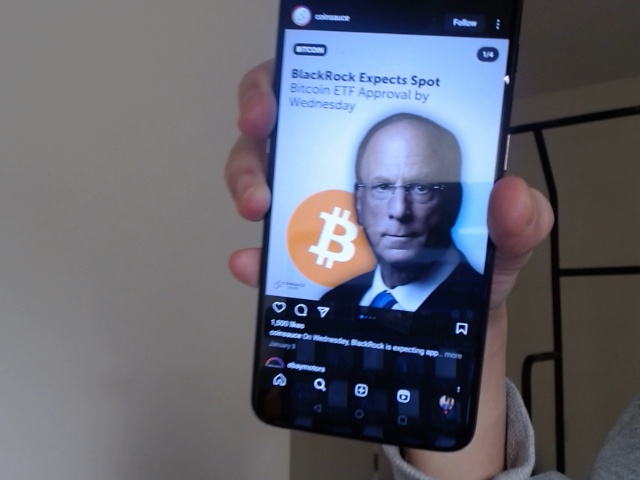 coinsauce
Follow
BITCOIN
1/4
BlackRock Expects Spot
Bitcoin ETF Approval by
Wednesday
1,500 likes
coinsauce On Wednesday, BlackRock is expecting app... more
January 9
ebaymotors